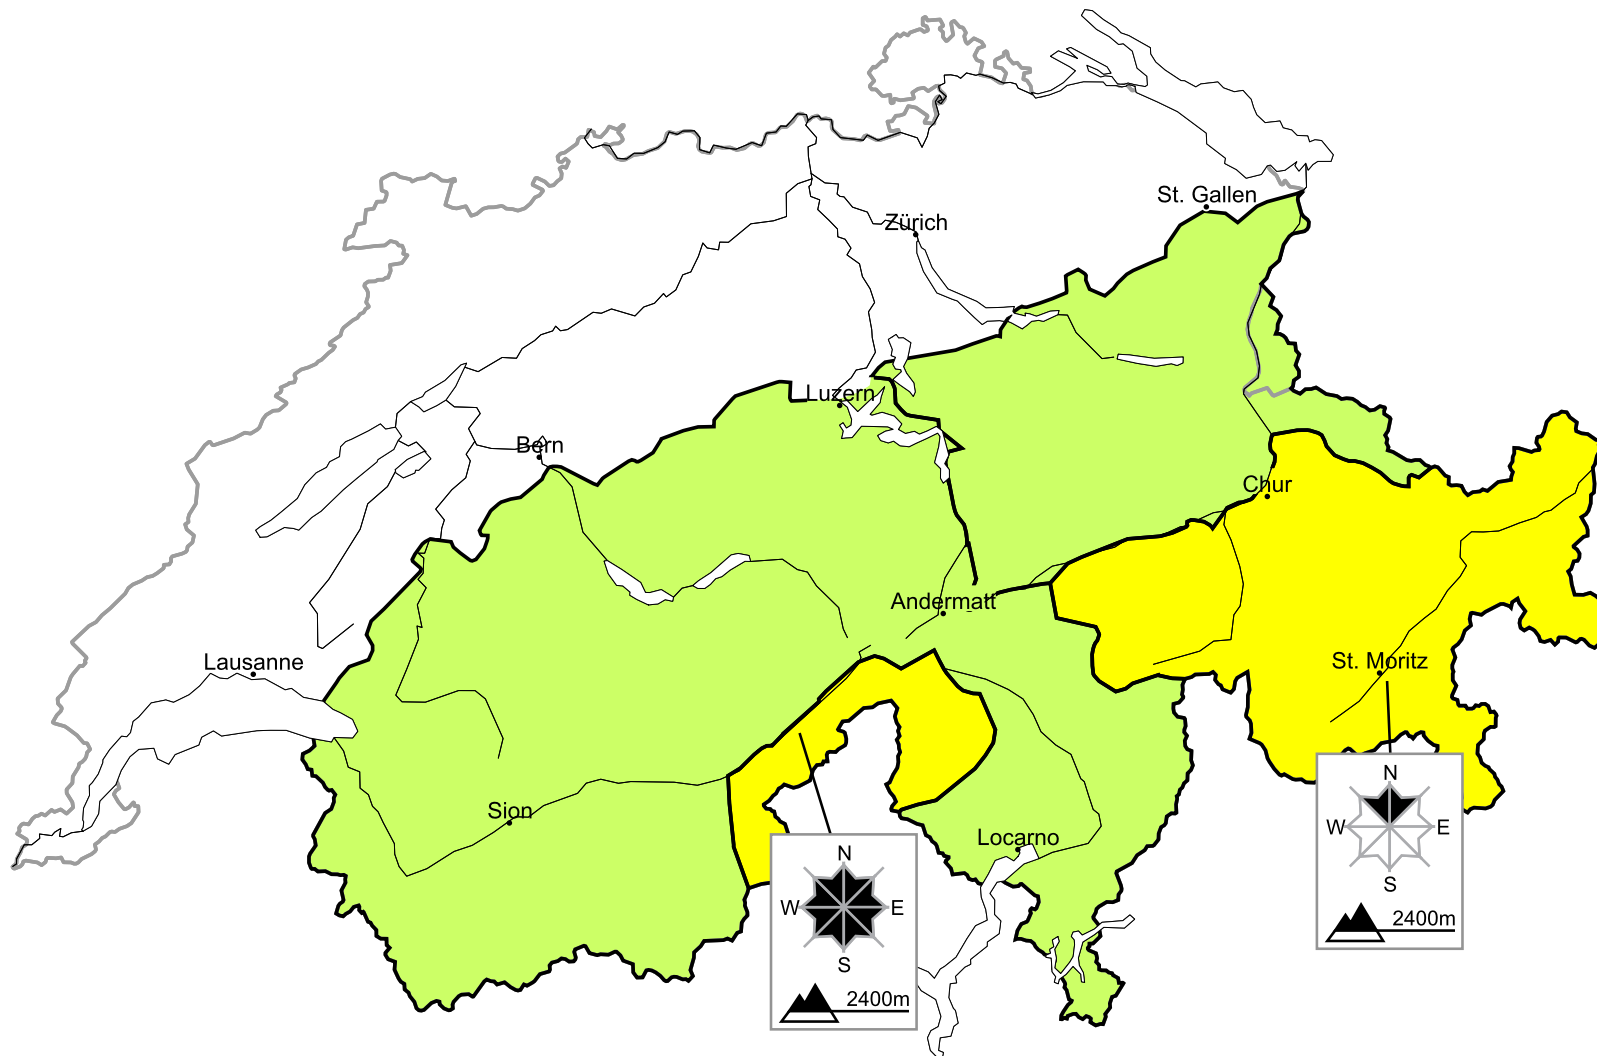 St. Gallen
Zürich
Luzern
Bern
Chur
Andermatt
Lausanne
St. Moritz
Sion
Locarno
N
W
E
S
2400m
N
W
E
S
2400m